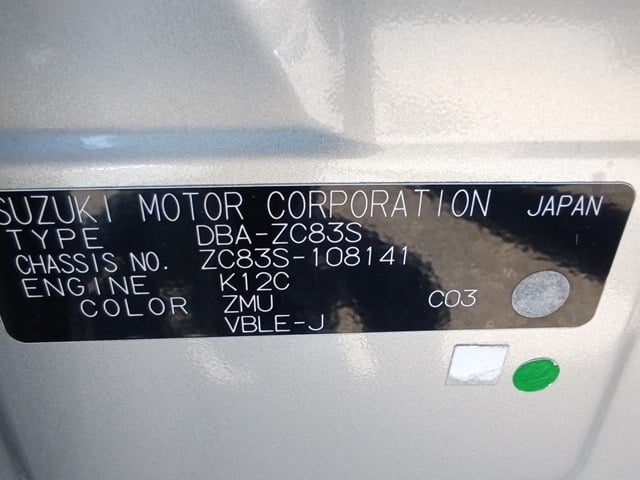 SUZUKI MOTOR CORPORATION JAPAN
TYPE DBA-ZC83S
CHASSIS NO. ZC83S-108141
ENGINE K12C
COLOR ZMU C03
VBLE-J